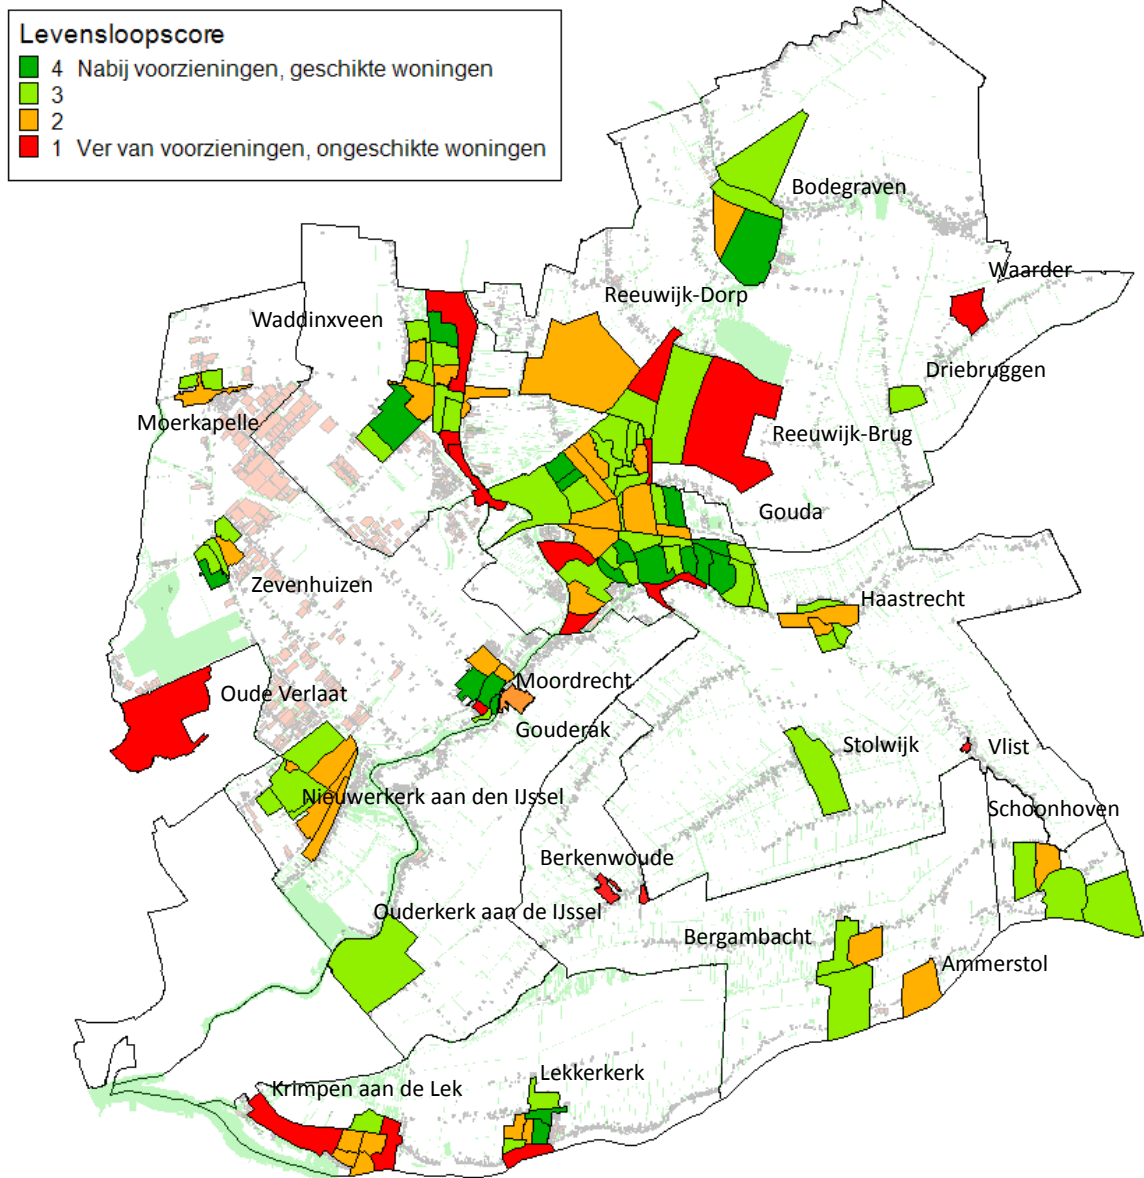 Levensloopscore
4 Nabij voorzieningen, geschikte woningen
3
2
1 Ver van voorzieningen, ongeschikte woningen
Bodegraven
Waarder
Reeuwijk-Dorp
Waddinxveen
Driebruggen
Moerkapelle
Reeuwijk-Brug
Gouda
Zevenhuizen
Haastrecht
Moordrecht
Oude Verlaat
Gouderak
Stolwijk
Vlist
Nieuwerkerk aan den IJssel
Schoonhoven
Berkenwoude
Ouderkerk aan de IJssel
Bergambacht
Ammerstol
Lekkerkerk
Krimpen aan de Lek